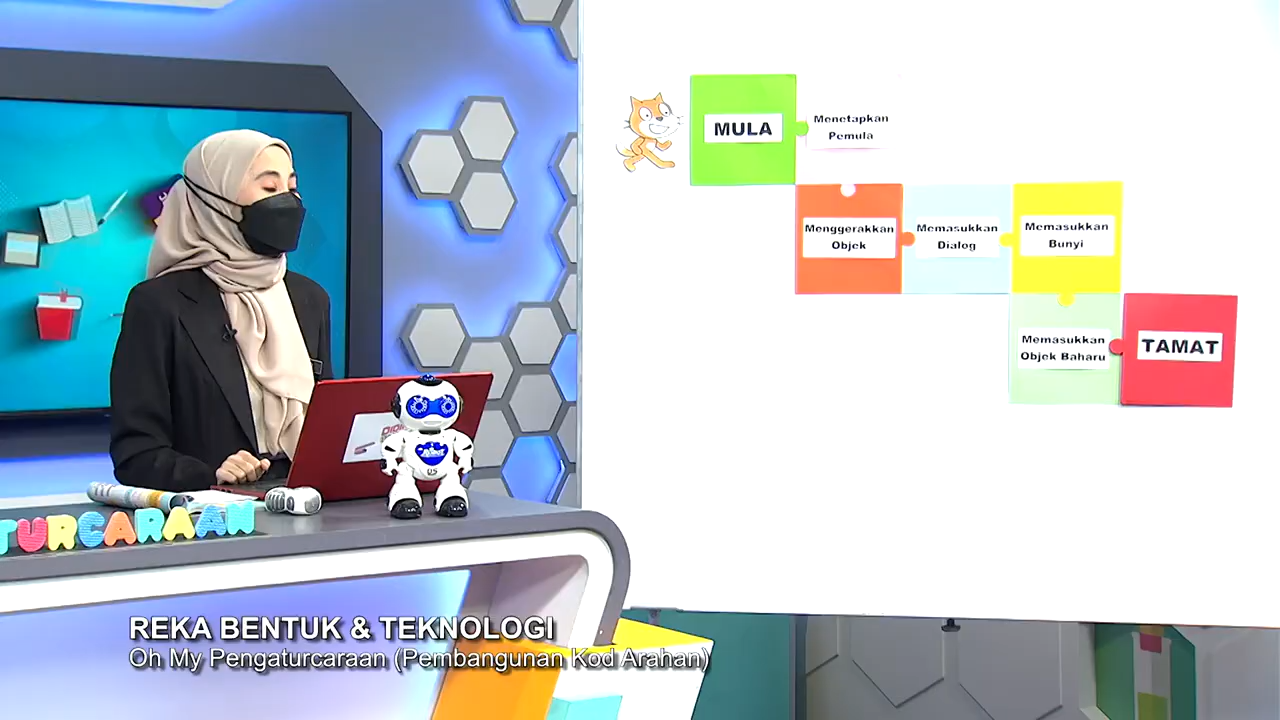 MULA
Menetapkan
Pemula
Menggerakkan
Objek
Memasukkan
Dialog
Memasukkan
Bunyi
Memasukkan
Objek Baharu
TAMAT
TURCARAAN
REKA BENTUK & TEKNOLOGI
Oh My Pengaturcaraan (Pembangunan Kod Arahan)